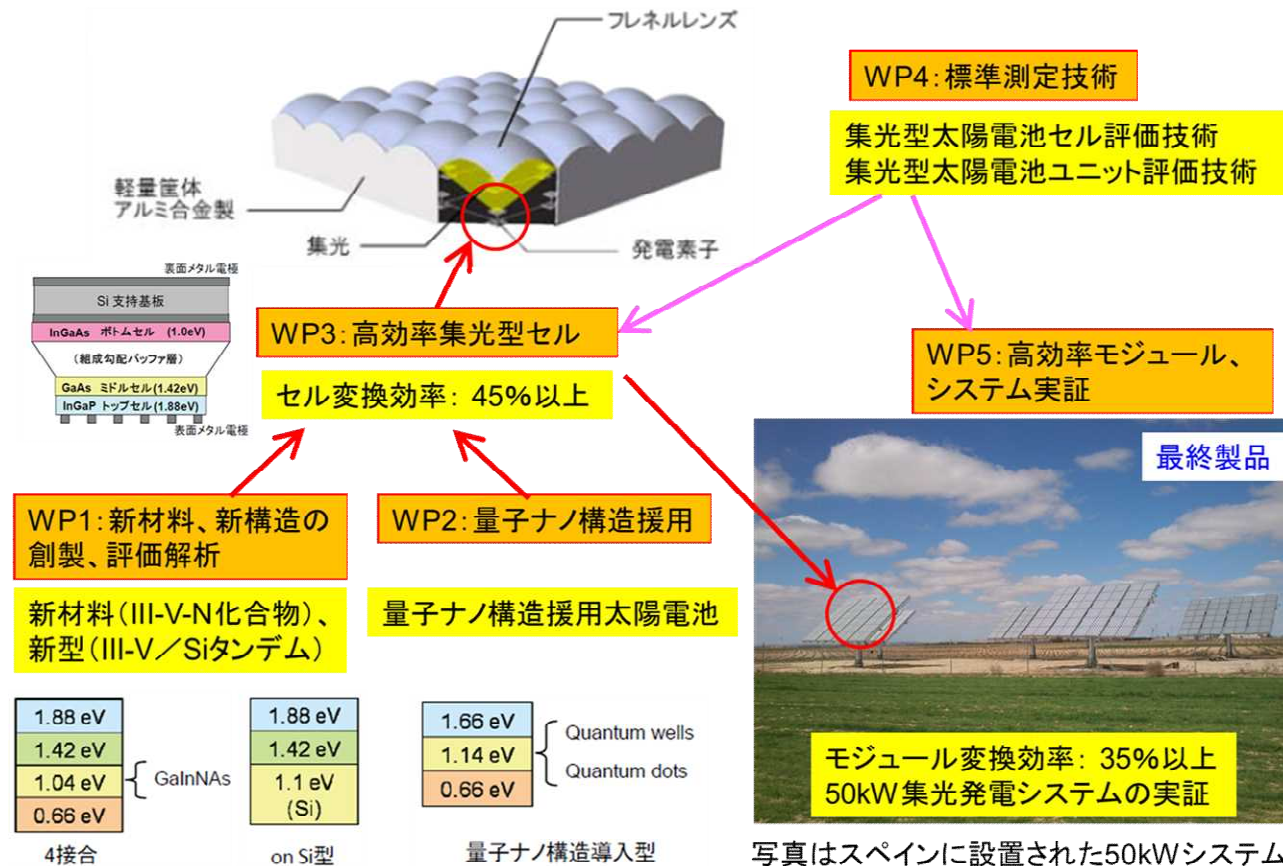 フレネルレンズ
軽量筐体
アルミ合金製
集光
発電素子
WP4：標準測定技術
集光型太陽電池セル評価技術
集光型太陽電池ユニット評価技術
裏面メタル電極
Si 支持基板
InGaAs ボトムセル (1.0eV)
(組成勾配バッファ層)
GaAs ミドルセル(1.42eV)
InGaP トップセル(1.88eV)
表面メタル電極
WP3：高効率集光型セル
セル変換効率： 45％以上
WP5：高効率モジュール、
システム実証
WP1：新材料、新構造の
創製、評価解析
新材料(III-V-N化合物)、
新型(III-V／Siタンデム)
WP2：量子ナノ構造援用
量子ナノ構造援用太陽電池
最終製品
モジュール変換効率： 35％以上
50kW集光発電システムの実証
1.88 eV
1.42 eV
1.04 eV
0.66 eV
GaInNAs
4接合
1.88 eV
1.42 eV
1.1 eV
(Si)
on Si型
1.66 eV
1.14 eV
0.66 eV
Quantum wells
Quantum dots
量子ナノ構造導入型
写真はスペインに設置された50kWシステム